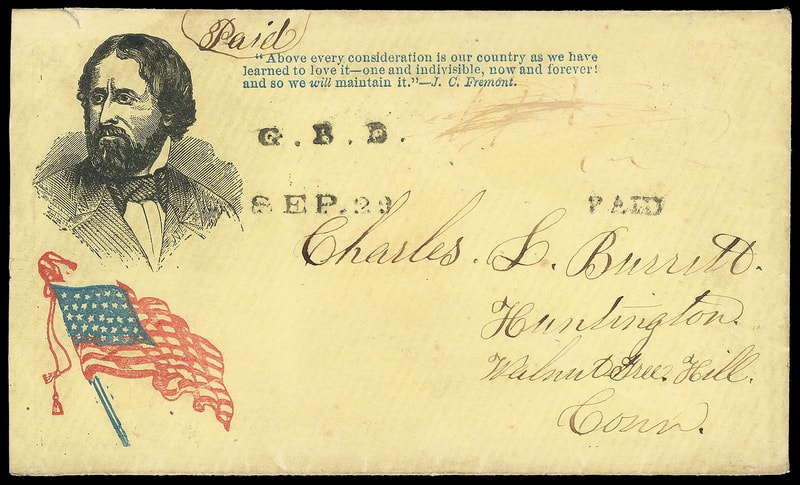 Paid
"Above every consideration is our country as we have
learned to love it—one and indivisible, now and forever!
and so we will maintain it."—J. C. Fremont.
G. B. D.
SEP. 29 PAID
Charles. L. Burritt.
Huntington.
Walnut Tree. Hill.
Conn.